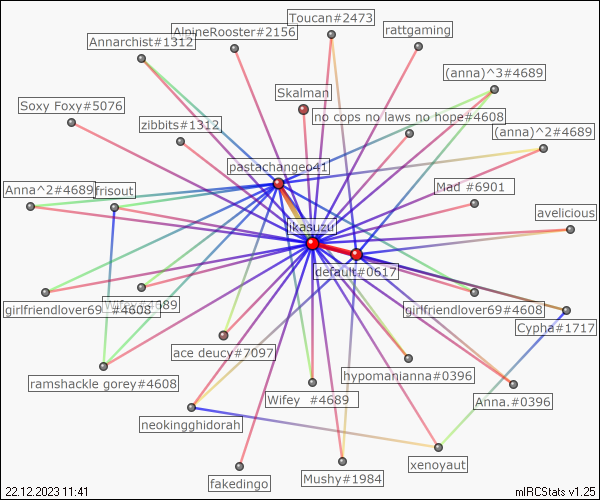 Toucan#2473
AlpineRooster#2156
rattgaming
Annarchist#1312
(anna)^3#4689
Skalman
Soxy Foxy#5076
no cops no laws no hope#4608
zibbits#1312
(anna)^2#4689
pastachangeo41
Anna^2#4689
frisout
Mad #6901
avelicious
ikasuzu
default#0617
girlfriendlover69 #4608
girlfriendlover69#4608
Cypha#1717
ace deucy#7097
hypomanianna#0396
ramshackle gorey#4608
Wifey #4689
Anna.#0396
neokingghidorah
xenoyaut
fakedingo
Mushy#1984
22.12.2023 11:41
mIRCStats v1.25